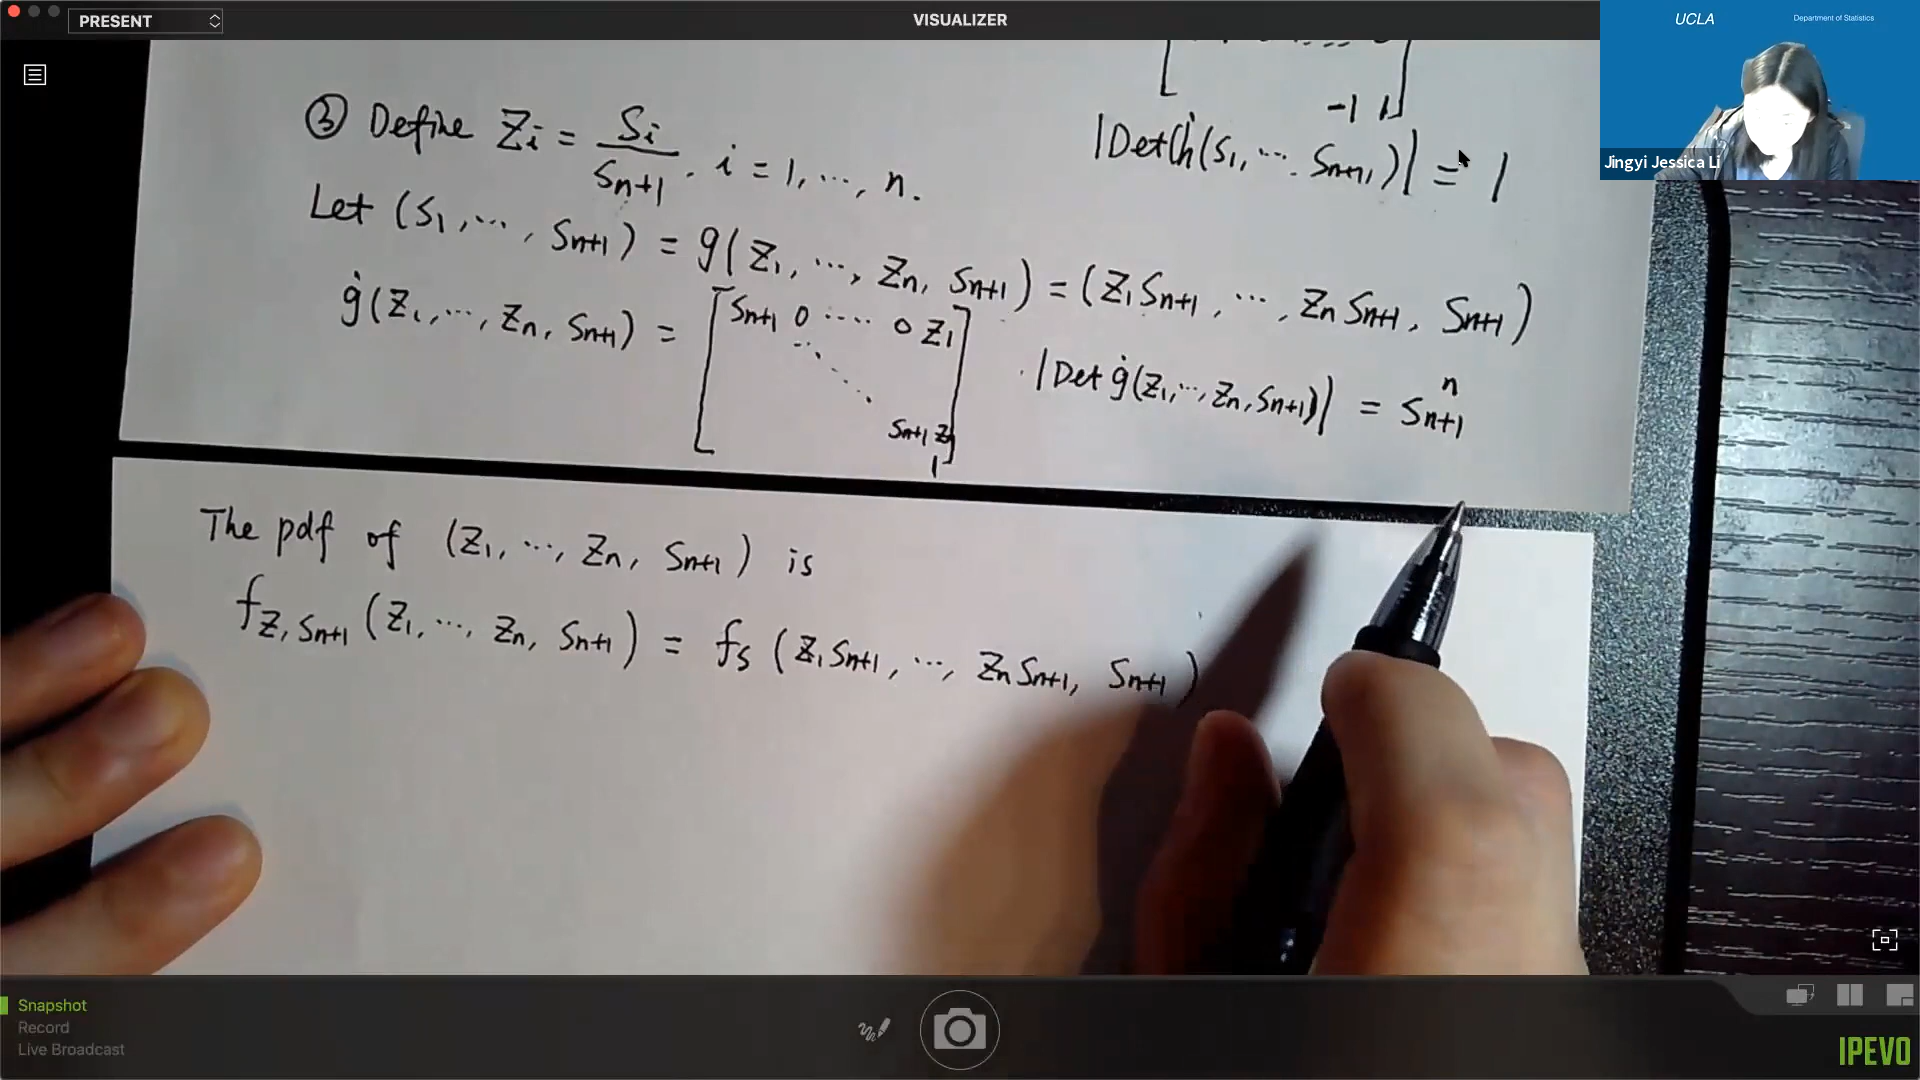 PRESENT
VISUALIZER
UCLA
Department of Statistics
Jingyi Jessica Li
-1 1
③ Define Zi = Si / Sn+1 , i = 1, ..., n.
|Det(ḣ(s1, ... Sn+1)| = 1
Let (S1, ..., Sn+1) = g(Z1, ..., Zn, Sn+1) = (Z1Sn+1, ..., ZnSn+1, Sn+1)
ġ(Z1, ..., Zn, Sn+1) = [ Sn+1 0 ..... 0 Z1
Sn+1 Zn
1 ]
|Det ġ(Z1, ..., Zn, Sn+1)| = Sn+1^n
The pdf of (Z1, ..., Zn, Sn+1) is
fZ,Sn+1 (Z1, ..., Zn, Sn+1) = fS (Z1Sn+1, ..., ZnSn+1, Sn+1)
Snapshot
Record
Live Broadcast
IPEVO